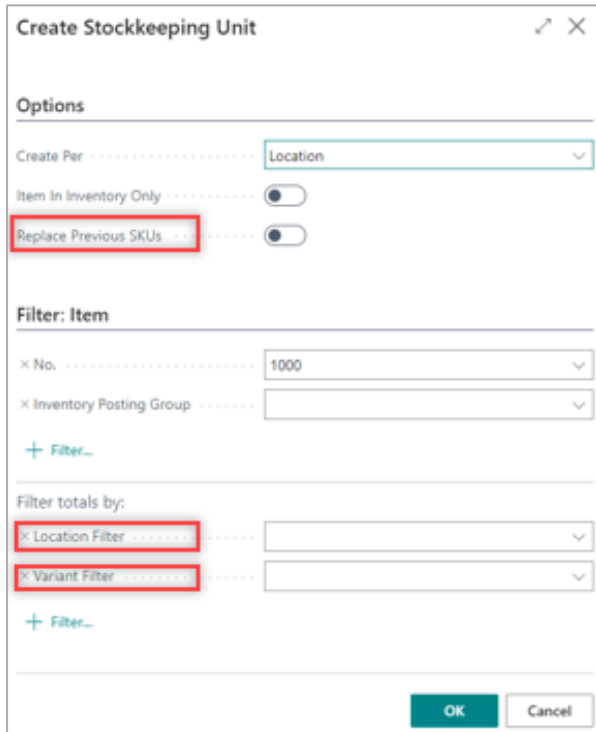 Create Stockkeeping Unit
Options
Create Per Location
Item In Inventory Only
Replace Previous SKUs
Filter: Item
× No. 1000
× Inventory Posting Group
+ Filter...
Filter totals by:
× Location Filter
× Variant Filter
+ Filter...
OK Cancel